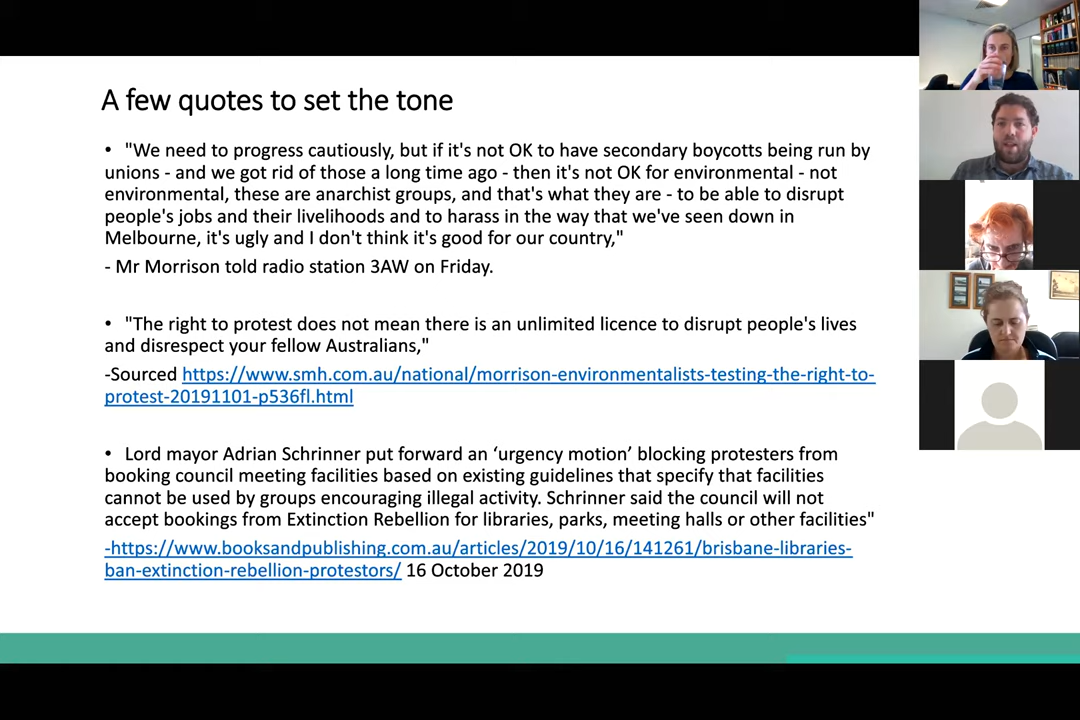 A few quotes to set the tone
• "We need to progress cautiously, but if it's not OK to have secondary boycotts being run by
unions - and we got rid of those a long time ago - then it's not OK for environmental - not
environmental, these are anarchist groups, and that's what they are - to be able to disrupt
people's jobs and their livelihoods and to harass in the way that we've seen down in
Melbourne, it's ugly and I don't think it's good for our country,"
- Mr Morrison told radio station 3AW on Friday.
• "The right to protest does not mean there is an unlimited licence to disrupt people's lives
and disrespect your fellow Australians,"
-Sourced https://www.smh.com.au/national/morrison-environmentalists-testing-the-right-to-
protest-20191101-p536fl.html
• Lord mayor Adrian Schrinner put forward an ‘urgency motion’ blocking protesters from
booking council meeting facilities based on existing guidelines that specify that facilities
cannot be used by groups encouraging illegal activity. Schrinner said the council will not
accept bookings from Extinction Rebellion for libraries, parks, meeting halls or other facilities"
-https://www.booksandpublishing.com.au/articles/2019/10/16/141261/brisbane-libraries-
ban-extinction-rebellion-protestors/ 16 October 2019